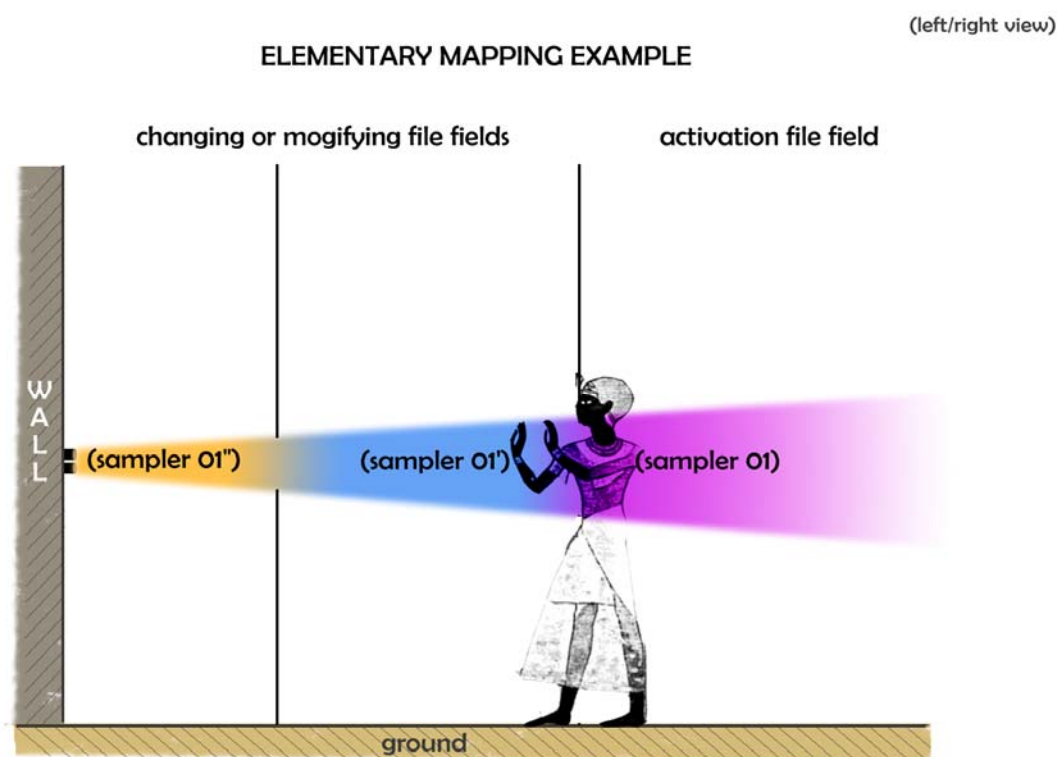 (left/right view)
ELEMENTARY MAPPING EXAMPLE
changing or mogifying file fields
activation file field
WALL
(sampler 01")
(sampler 01')
(sampler 01)
ground